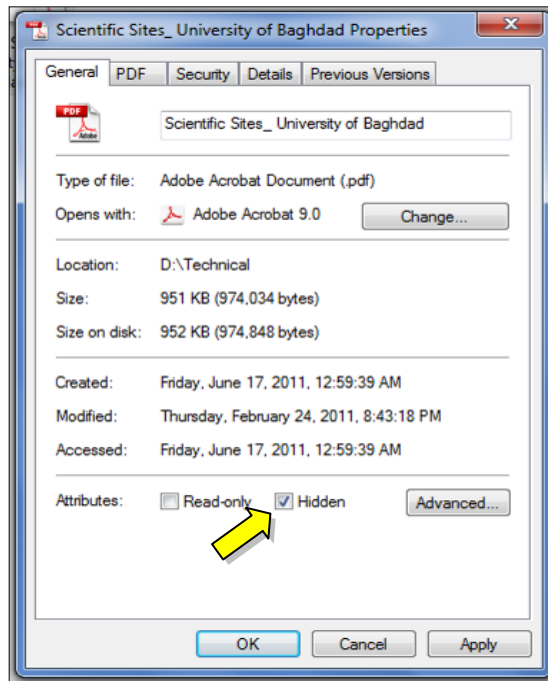 Scientific Sites_ University of Baghdad Properties
General PDF Security Details Previous Versions
PDF
Adobe
Scientific Sites_ University of Baghdad
Type of file: Adobe Acrobat Document (.pdf)
Opens with: Adobe Acrobat 9.0 Change...
Location: D:\Technical
Size: 951 KB (974,034 bytes)
Size on disk: 952 KB (974,848 bytes)
Created: Friday, June 17, 2011, 12:59:39 AM
Modified: Thursday, February 24, 2011, 8:43:18 PM
Accessed: Friday, June 17, 2011, 12:59:39 AM
Attributes: Read-only Hidden Advanced...
OK Cancel Apply